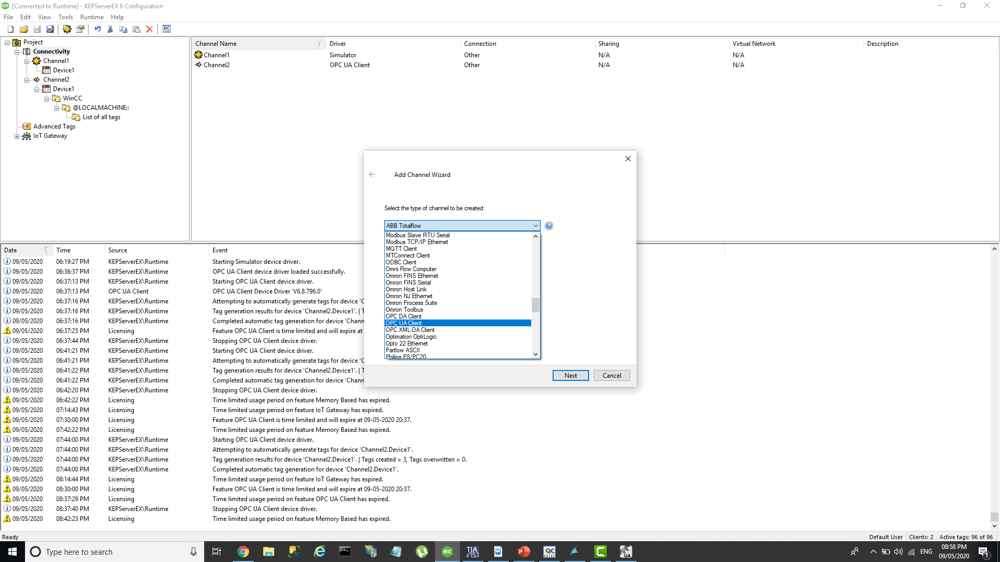 [Connected to Runtime] - KEPServerEX 6 Configuration
File Edit View Tools Runtime Help
Project
Connectivity
Channel1
Device1
Channel2
Device1
WinCC
@LOCALMACHINE::
List of all tags
Advanced Tags
IoT Gateway
Channel Name Driver Connection Sharing Virtual Network Description
Channel1 Simulator Other N/A N/A
Channel2 OPC UA Client Other N/A N/A
Add Channel Wizard
Select the type of channel to be created:
ABB Totalflow
Modbus Slave RTU Serial
Modbus TCP/IP Ethernet
MQTT Client
MTConnect Client
ODBC Client
Omni Flow Computer
Omron FINS Ethernet
Omron FINS Serial
Omron Host Link
Omron NJ Ethernet
Omron Process Suite
Omron Toolbus
OPC DA Client
OPC UA Client
OPC XML-DA Client
Optimation OptiLogic
Opto 22 Ethernet
Partlow ASCII
Philips P8/PC20
Next Cancel
Date Time Source Event
09/05/2020 06:19:27 PM KEPServerEX\Runtime Starting Simulator device driver.
09/05/2020 06:36:37 PM KEPServerEX\Runtime OPC UA Client device driver loaded successfully.
09/05/2020 06:37:13 PM KEPServerEX\Runtime Starting OPC UA Client device driver.
09/05/2020 06:37:13 PM OPC UA Client OPC UA Client Device Driver 'V6.8.796.0'
09/05/2020 06:37:16 PM KEPServerEX\Runtime Attempting to automatically generate tags for device 'C
09/05/2020 06:37:16 PM KEPServerEX\Runtime Tag generation results for device 'Channel2.Device1'. | T
09/05/2020 06:37:16 PM KEPServerEX\Runtime Completed automatic tag generation for device 'Chann
09/05/2020 06:37:25 PM Licensing Feature OPC UA Client is time limited and will expire at
09/05/2020 06:37:44 PM KEPServerEX\Runtime Stopping OPC UA Client device driver.
09/05/2020 06:41:21 PM KEPServerEX\Runtime Starting OPC UA Client device driver.
09/05/2020 06:41:21 PM KEPServerEX\Runtime Attempting to automatically generate tags for device 'C
09/05/2020 06:41:22 PM KEPServerEX\Runtime Tag generation results for device 'Channel2.Device1'. | T
09/05/2020 06:41:22 PM KEPServerEX\Runtime Completed automatic tag generation for device 'Chann
09/05/2020 06:42:20 PM KEPServerEX\Runtime Stopping OPC UA Client device driver.
09/05/2020 06:42:22 PM Licensing Time limited usage period on feature Memory Based has expired.
09/05/2020 07:14:43 PM Licensing Time limited usage period on feature IoT Gateway has expired.
09/05/2020 07:30:00 PM Licensing Feature OPC UA Client is time limited and will expire at 09-05-2020 20:37.
09/05/2020 07:42:22 PM Licensing Time limited usage period on feature Memory Based has expired.
09/05/2020 07:44:00 PM KEPServerEX\Runtime Starting OPC UA Client device driver.
09/05/2020 07:44:00 PM KEPServerEX\Runtime Attempting to automatically generate tags for device 'Channel2.Device1'.
09/05/2020 07:44:00 PM KEPServerEX\Runtime Tag generation results for device 'Channel2.Device1'. | Tags created = 3, Tags overwritten = 0.
09/05/2020 07:44:00 PM KEPServerEX\Runtime Completed automatic tag generation for device 'Channel2.Device1'.
09/05/2020 08:14:44 PM Licensing Time limited usage period on feature IoT Gateway has expired.
09/05/2020 08:30:00 PM Licensing Feature OPC UA Client is time limited and will expire at 09-05-2020 20:37.
09/05/2020 08:37:29 PM Licensing Time limited usage period on feature OPC UA Client has expired.
09/05/2020 08:37:40 PM KEPServerEX\Runtime Stopping OPC UA Client device driver.
09/05/2020 08:42:23 PM Licensing Time limited usage period on feature Memory Based has expired.
Ready Default User Clients: 2 Active tags: 96 of 96
Type here to search
ENG
08:58 PM
09/05/2020